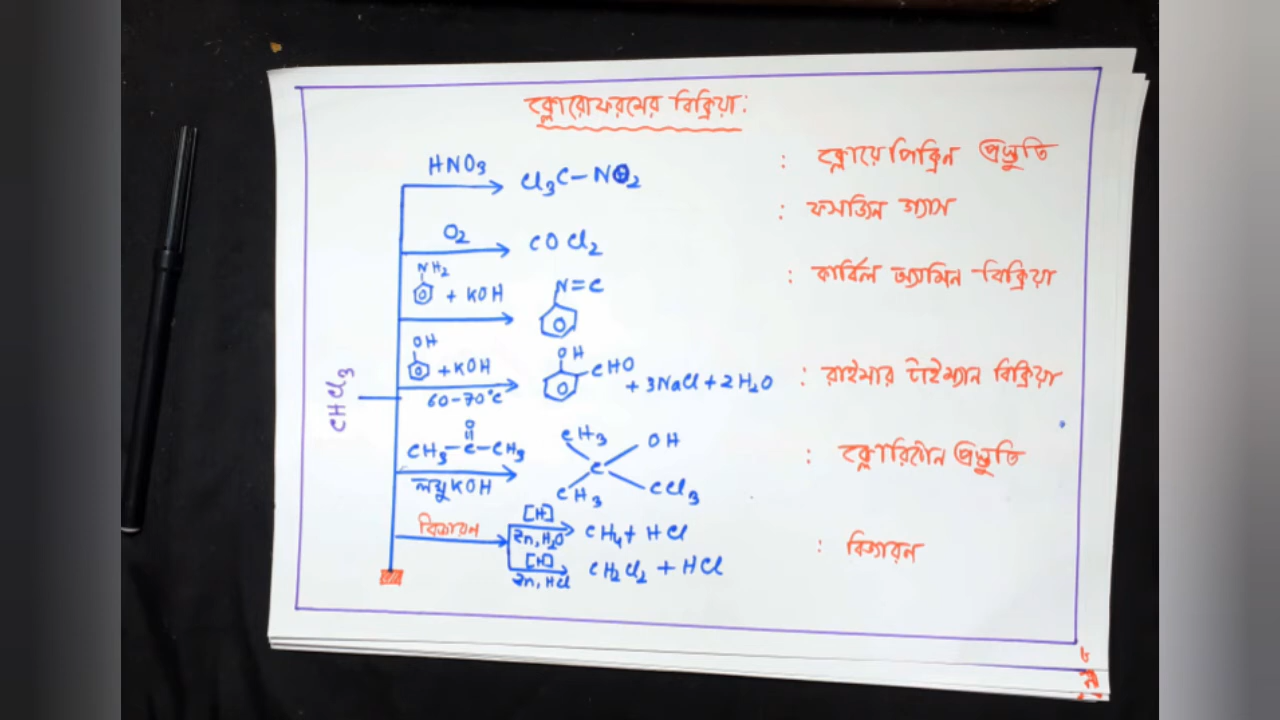 ক্লোরোফরমের বিক্রিয়া:
CHCl3
HNO3
Cl3C-NO2
: ক্লোরোপিক্রিন প্রস্তুতি
O2
COCl2
: ফসজিন গ্যাস
NH2
+ KOH
N=C
: কার্বিল অ্যামিন বিক্রিয়া
OH
+KOH
60-70°C
OH
CHO
+ 3NaCl + 2H2O
: রাইমার টাইম্যান বিক্রিয়া
O
CH3-C-CH3
লঘু KOH
CH3 OH
C
CH3 CCl3
: ক্লোরিটোন প্রস্তুতি
বিজারন
[H]
Zn, H2O
CH4 + HCl
[H]
Zn, HCl
CH2Cl2 + HCl
: বিজারন